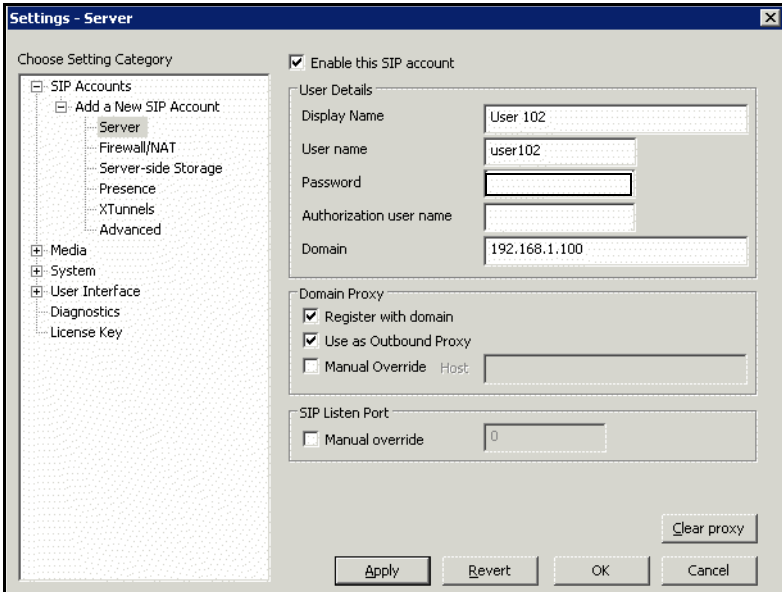 Settings - Server
Choose Setting Category
SIP Accounts
Add a New SIP Account
Server
Firewall/NAT
Server-side Storage
Presence
XTunnels
Advanced
Media
System
User Interface
Diagnostics
License Key
Enable this SIP account
User Details
Display Name User 102
User name user102
Password
Authorization user name
Domain 192.168.1.100
Domain Proxy
Register with domain
Use as Outbound Proxy
Manual Override Host
SIP Listen Port
Manual override 0
Clear proxy
Apply Revert OK Cancel